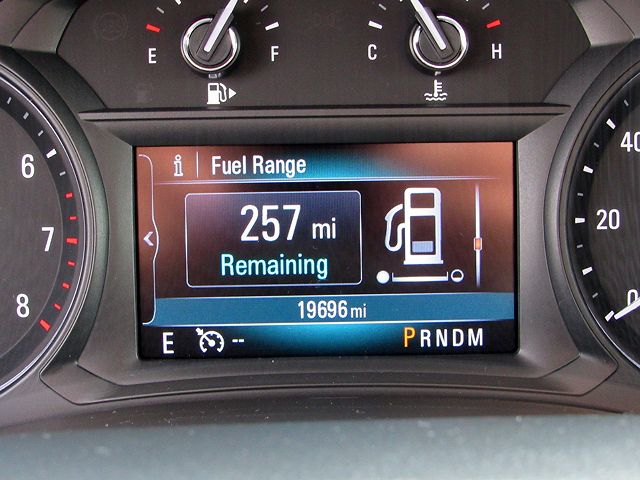 E F
C H
i Fuel Range
257 mi
Remaining
19696 mi
E -- PRNDM
6
7
8
40
20
0